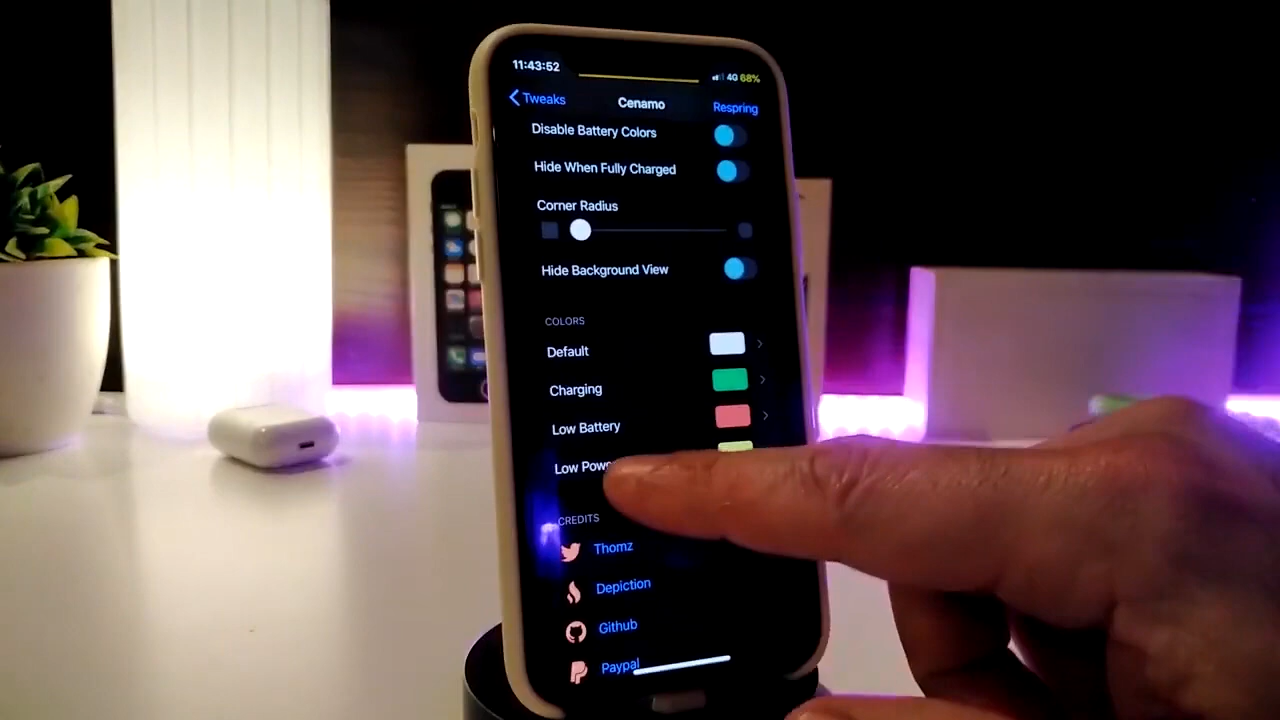 11:43:52
4G 68%
Tweaks
Cenamo
Respring
Disable Battery Colors
Hide When Fully Charged
Corner Radius
Hide Background View
COLORS
Default
Charging
Low Battery
Low
CREDITS
Thomz
Depiction
Github
Paypal